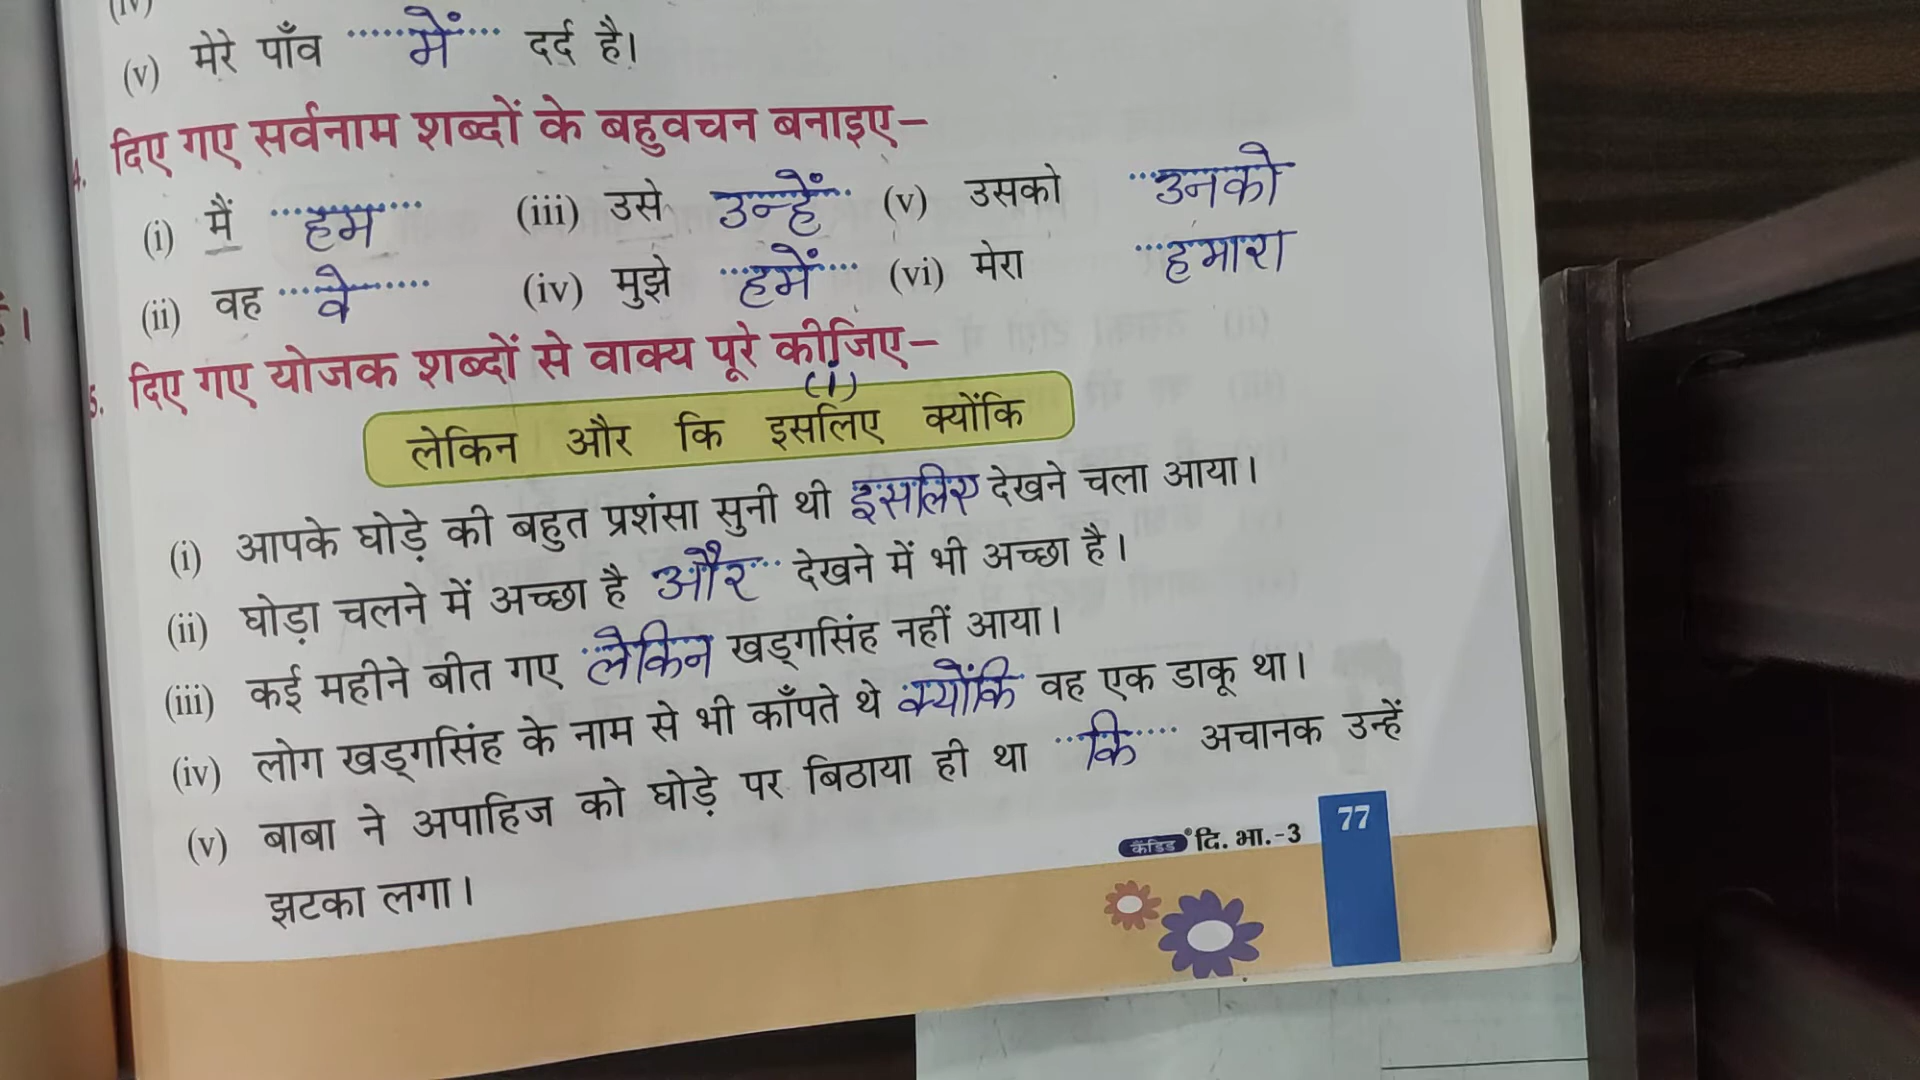 (iv)
(v) मेरे पाँव में दर्द है।
4. दिए गए सर्वनाम शब्दों के बहुवचन बनाइए–
(i) मैं हम (iii) उसे उन्हें (v) उसको उनको
(ii) वह वे (iv) मुझे हमें (vi) मेरा हमारा
5. दिए गए योजक शब्दों से वाक्य पूरे कीजिए–
(i)
लेकिन और कि इसलिए क्योंकि
(i) आपके घोड़े की बहुत प्रशंसा सुनी थी इसलिए देखने चला आया।
(ii) घोड़ा चलने में अच्छा है और देखने में भी अच्छा है।
(iii) कई महीने बीत गए लेकिन खड्गसिंह नहीं आया।
(iv) लोग खड्गसिंह के नाम से भी काँपते थे क्योंकि वह एक डाकू था।
(v) बाबा ने अपाहिज को घोड़े पर बिठाया ही था कि अचानक उन्हें
झटका लगा।
कैंडिड दि. भा.-3 77